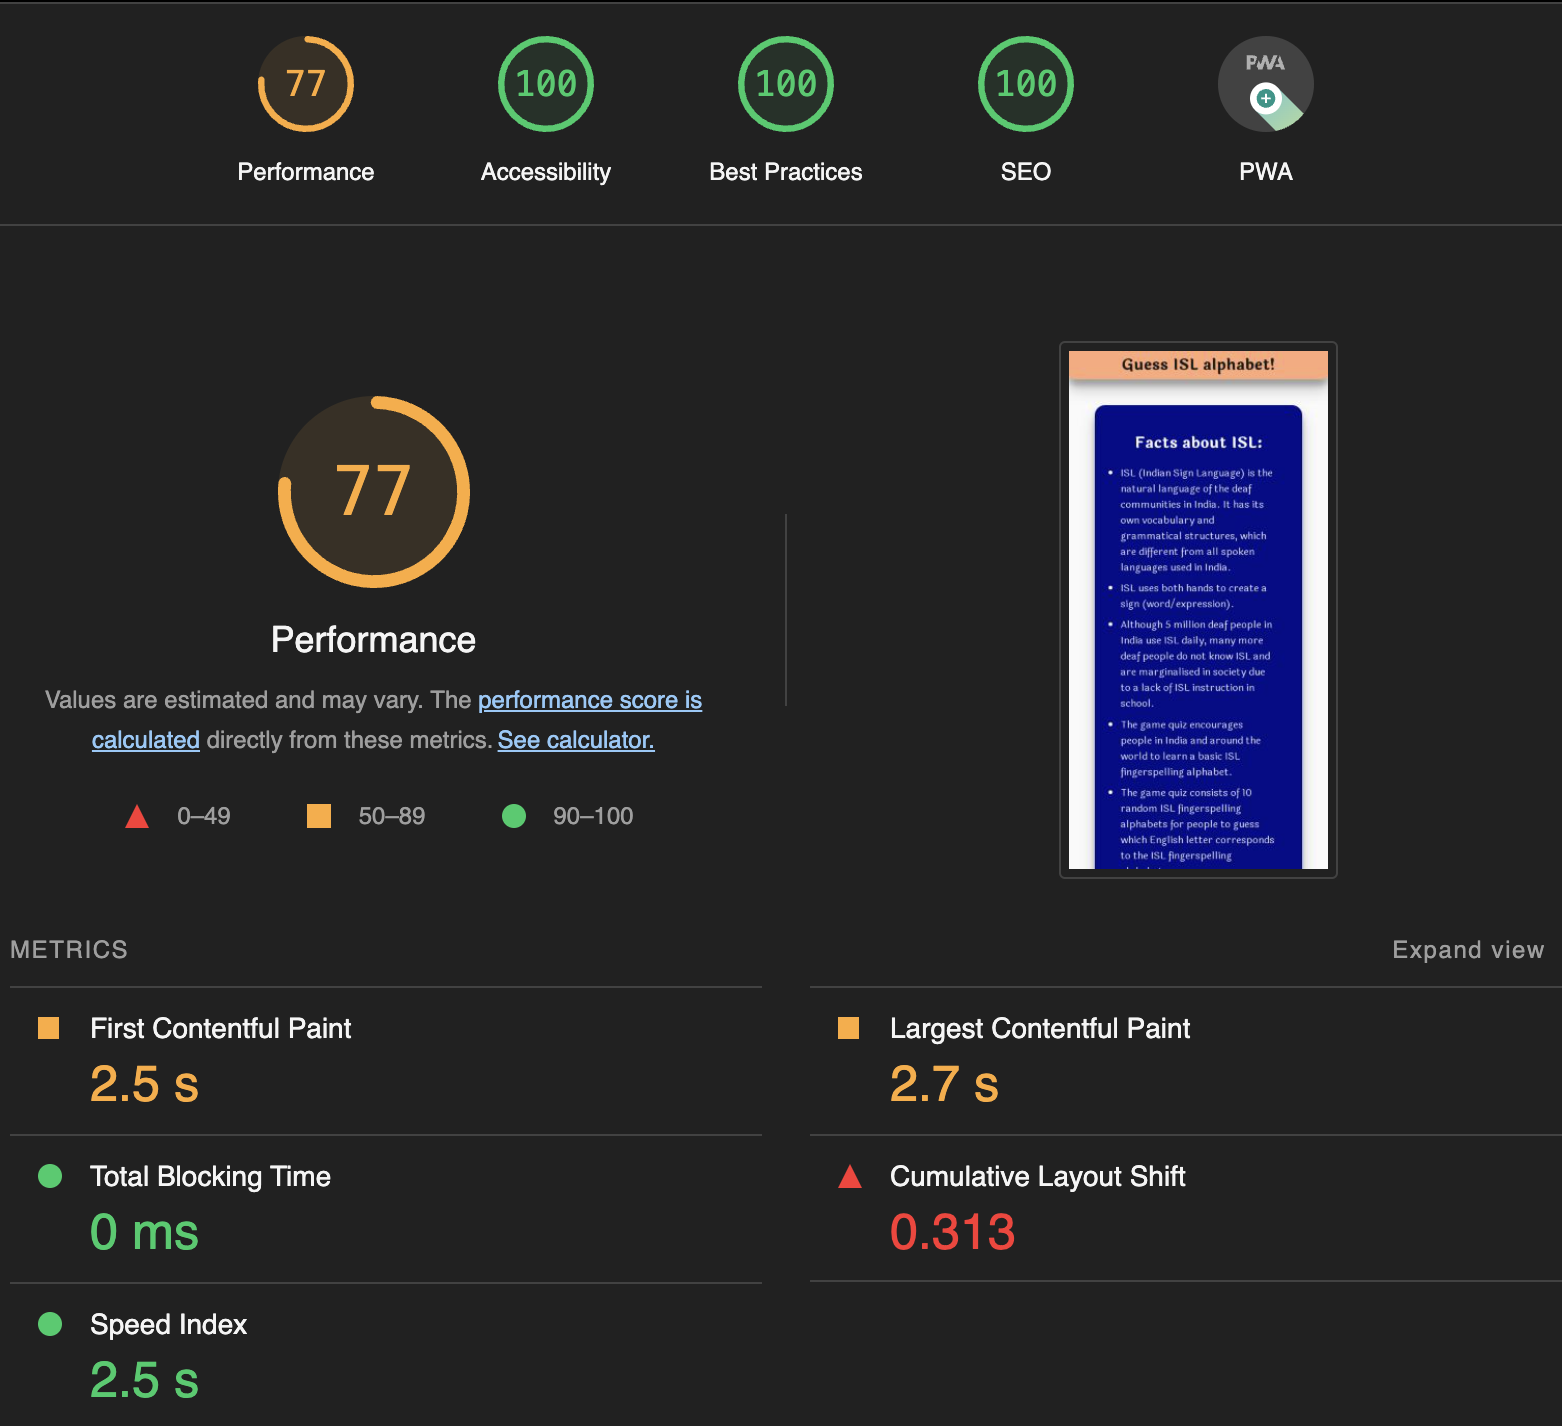 77
100
100
100
PWA
Performance
Accessibility
Best Practices
SEO
PWA
77
Performance
Values are estimated and may vary. The performance score is
calculated directly from these metrics. See calculator.
0–49
50–89
90–100
Guess ISL alphabet!
Facts about ISL:
• ISL (Indian Sign Language) is the
natural language of the deaf
communities in India. It has its
own vocabulary and
grammatical structures, which
are different from all spoken
languages used in India.
• ISL uses both hands to create a
sign (word/expression).
• Although 5 million deaf people in
India use ISL daily, many more
deaf people do not know ISL and
are marginalised in society due
to a lack of ISL instruction in
school.
• The game quiz encourages
people in India and around the
world to learn a basic ISL
fingerspelling alphabet.
• The game quiz consists of 10
random ISL fingerspelling
alphabets for people to guess
which English letter corresponds
to the ISL fingerspelling
METRICS
Expand view
First Contentful Paint
2.5 s
Largest Contentful Paint
2.7 s
Total Blocking Time
0 ms
Cumulative Layout Shift
0.313
Speed Index
2.5 s